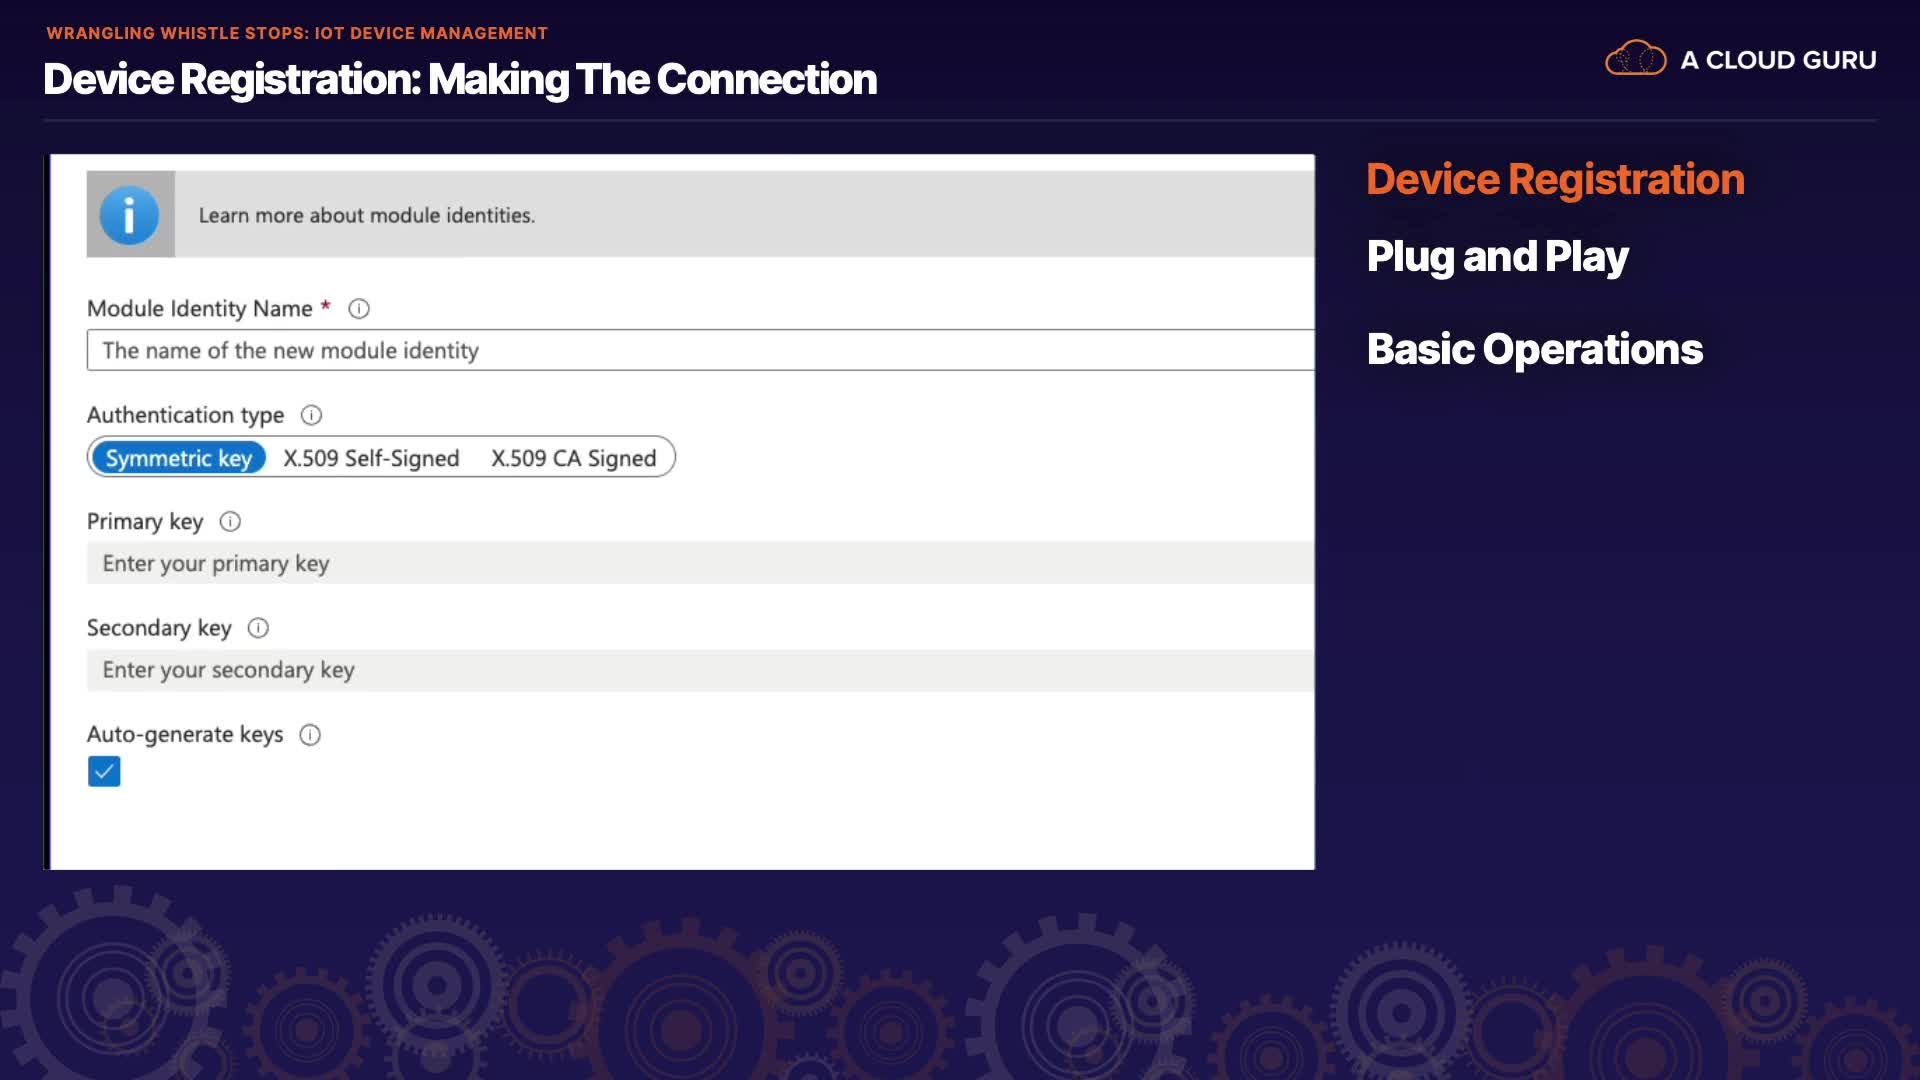 WRANGLING WHISTLE STOPS: IOT DEVICE MANAGEMENT
Device Registration: Making The Connection
A CLOUD GURU
Learn more about module identities.
Module Identity Name *
The name of the new module identity
Authentication type
Symmetric key X.509 Self-Signed X.509 CA Signed
Primary key
Enter your primary key
Secondary key
Enter your secondary key
Auto-generate keys
Device Registration
Plug and Play
Basic Operations